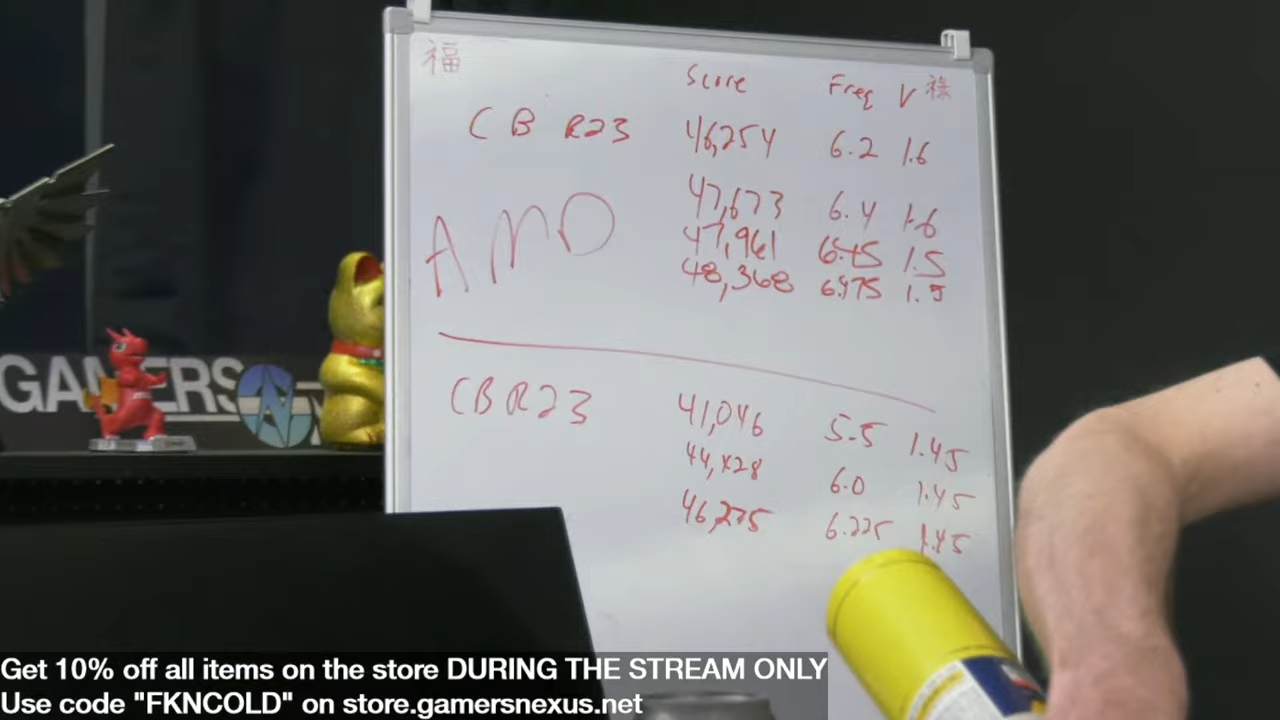 福
Score Freq V 禄
CB R23 46,254 6.2 1.6
47,673 6.4 1.6
AMD 47,961 6.45 1.5
48,368 6.475 1.5
CB R23 41,046 5.5 1.45
44,428 6.0 1.45
46,275 6.225 1.45
GAMERS
Get 10% off all items on the store DURING THE STREAM ONLY
Use code "FKNCOLD" on store.gamersnexus.net